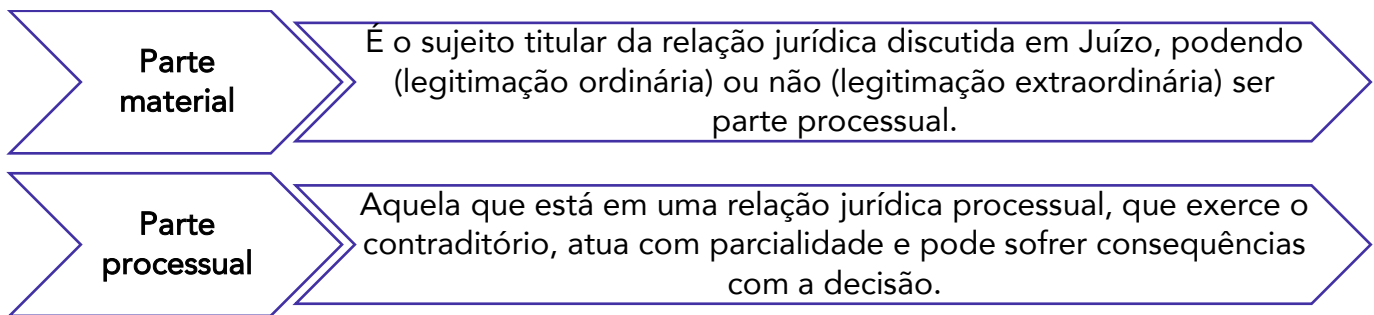 Parte
material
É o sujeito titular da relação jurídica discutida em Juízo, podendo
(legitimação ordinária) ou não (legitimação extraordinária) ser
parte processual.
Parte
processual
Aquela que está em uma relação jurídica processual, que exerce o
contraditório, atua com parcialidade e pode sofrer consequências
com a decisão.